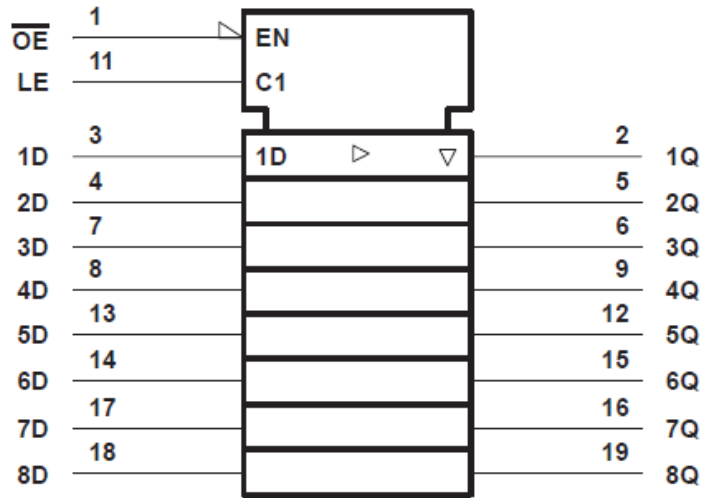 1
O̅E̅ EN
11
LE C1
3 2
1D 1D 1Q
4 5
2D 2Q
7 6
3D 3Q
8 9
4D 4Q
13 12
5D 5Q
14 15
6D 6Q
17 16
7D 7Q
18 19
8D 8Q